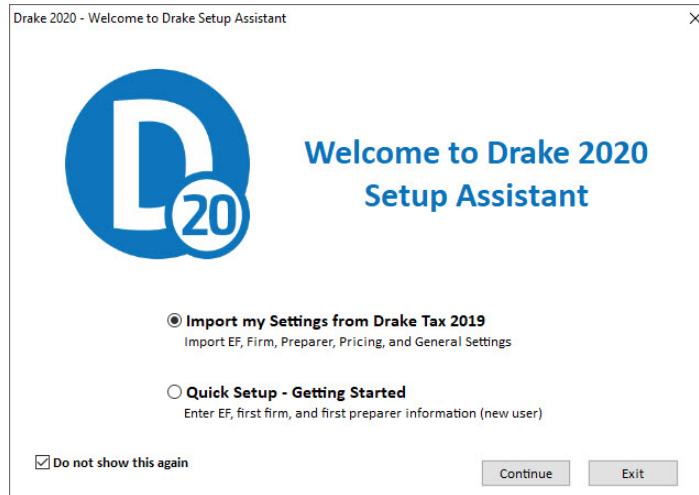 Drake 2020 - Welcome to Drake Setup Assistant
D
20
Welcome to Drake 2020
Setup Assistant
Import my Settings from Drake Tax 2019
Import EF, Firm, Preparer, Pricing, and General Settings
Quick Setup - Getting Started
Enter EF, first firm, and first preparer information (new user)
Do not show this again
Continue
Exit